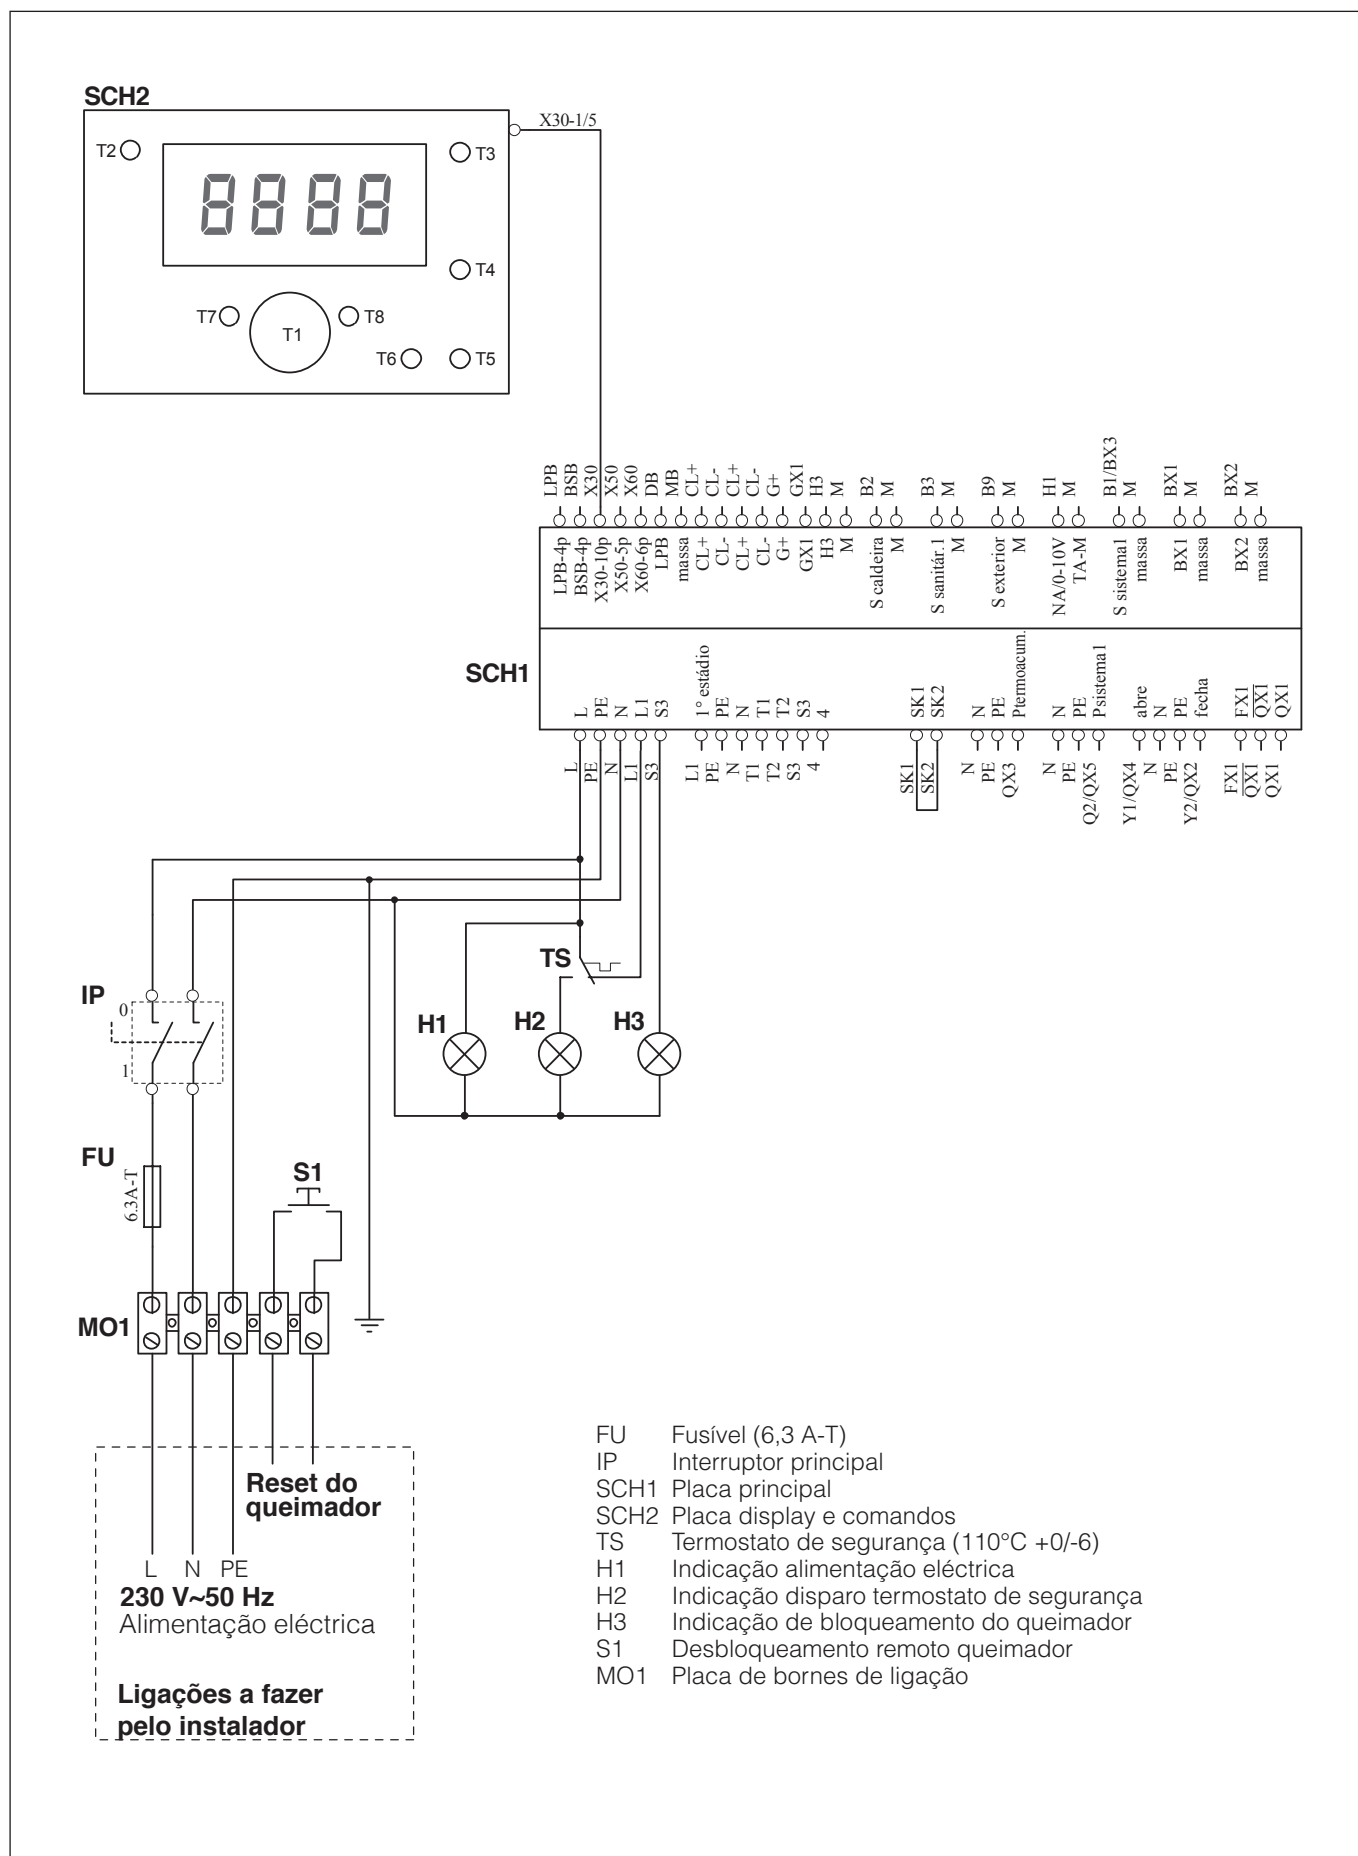 SCH2
X30-1/5
T2
T3
8888
T4
T7
T8
T1
T6
T5
LPB
BSB
X30
X50
X60
DB
MB
CL+
CL-
CL+
CL-
G+
GX1
H3
M
B2
M
B3
M
B9
M
H1
M
B1/BX3
M
BX1
M
BX2
M
LPB-4p
BSB-4p
X30-10p
X50-5p
X60-6p
LPB
massa
CL+
CL-
CL+
CL-
G+
GX1
H3
M
S caldeira
M
S sanitár.1
M
S exterior
M
NA/0-10V
TA-M
S sistema1
massa
BX1
massa
BX2
massa
SCH1
L
PE
N
L1
S3
1° estádio
PE
N
T1
T2
S3
4
SK1
SK2
N
PE
Ptermoacum.
N
PE
Psistema1
abre
N
PE
fecha
FX1
QX1
QX1
L
PE
N
L1
S3
L1
PE
N
T1
T2
S3
4
SK1
SK2
N
PE
QX3
N
PE
Q2/QX5
Y1/QX4
N
PE
Y2/QX2
FX1
QX1
QX1
TS
IP
0
1
H1
H2
H3
FU
6.3A-T
S1
MO1
Reset do
queimador
L N PE
230 V~50 Hz
Alimentação eléctrica
Ligações a fazer
pelo instalador
FU Fusível (6,3 A-T)
IP Interruptor principal
SCH1 Placa principal
SCH2 Placa display e comandos
TS Termostato de segurança (110°C +0/-6)
H1 Indicação alimentação eléctrica
H2 Indicação disparo termostato de segurança
H3 Indicação de bloqueamento do queimador
S1 Desbloqueamento remoto queimador
MO1 Placa de bornes de ligação